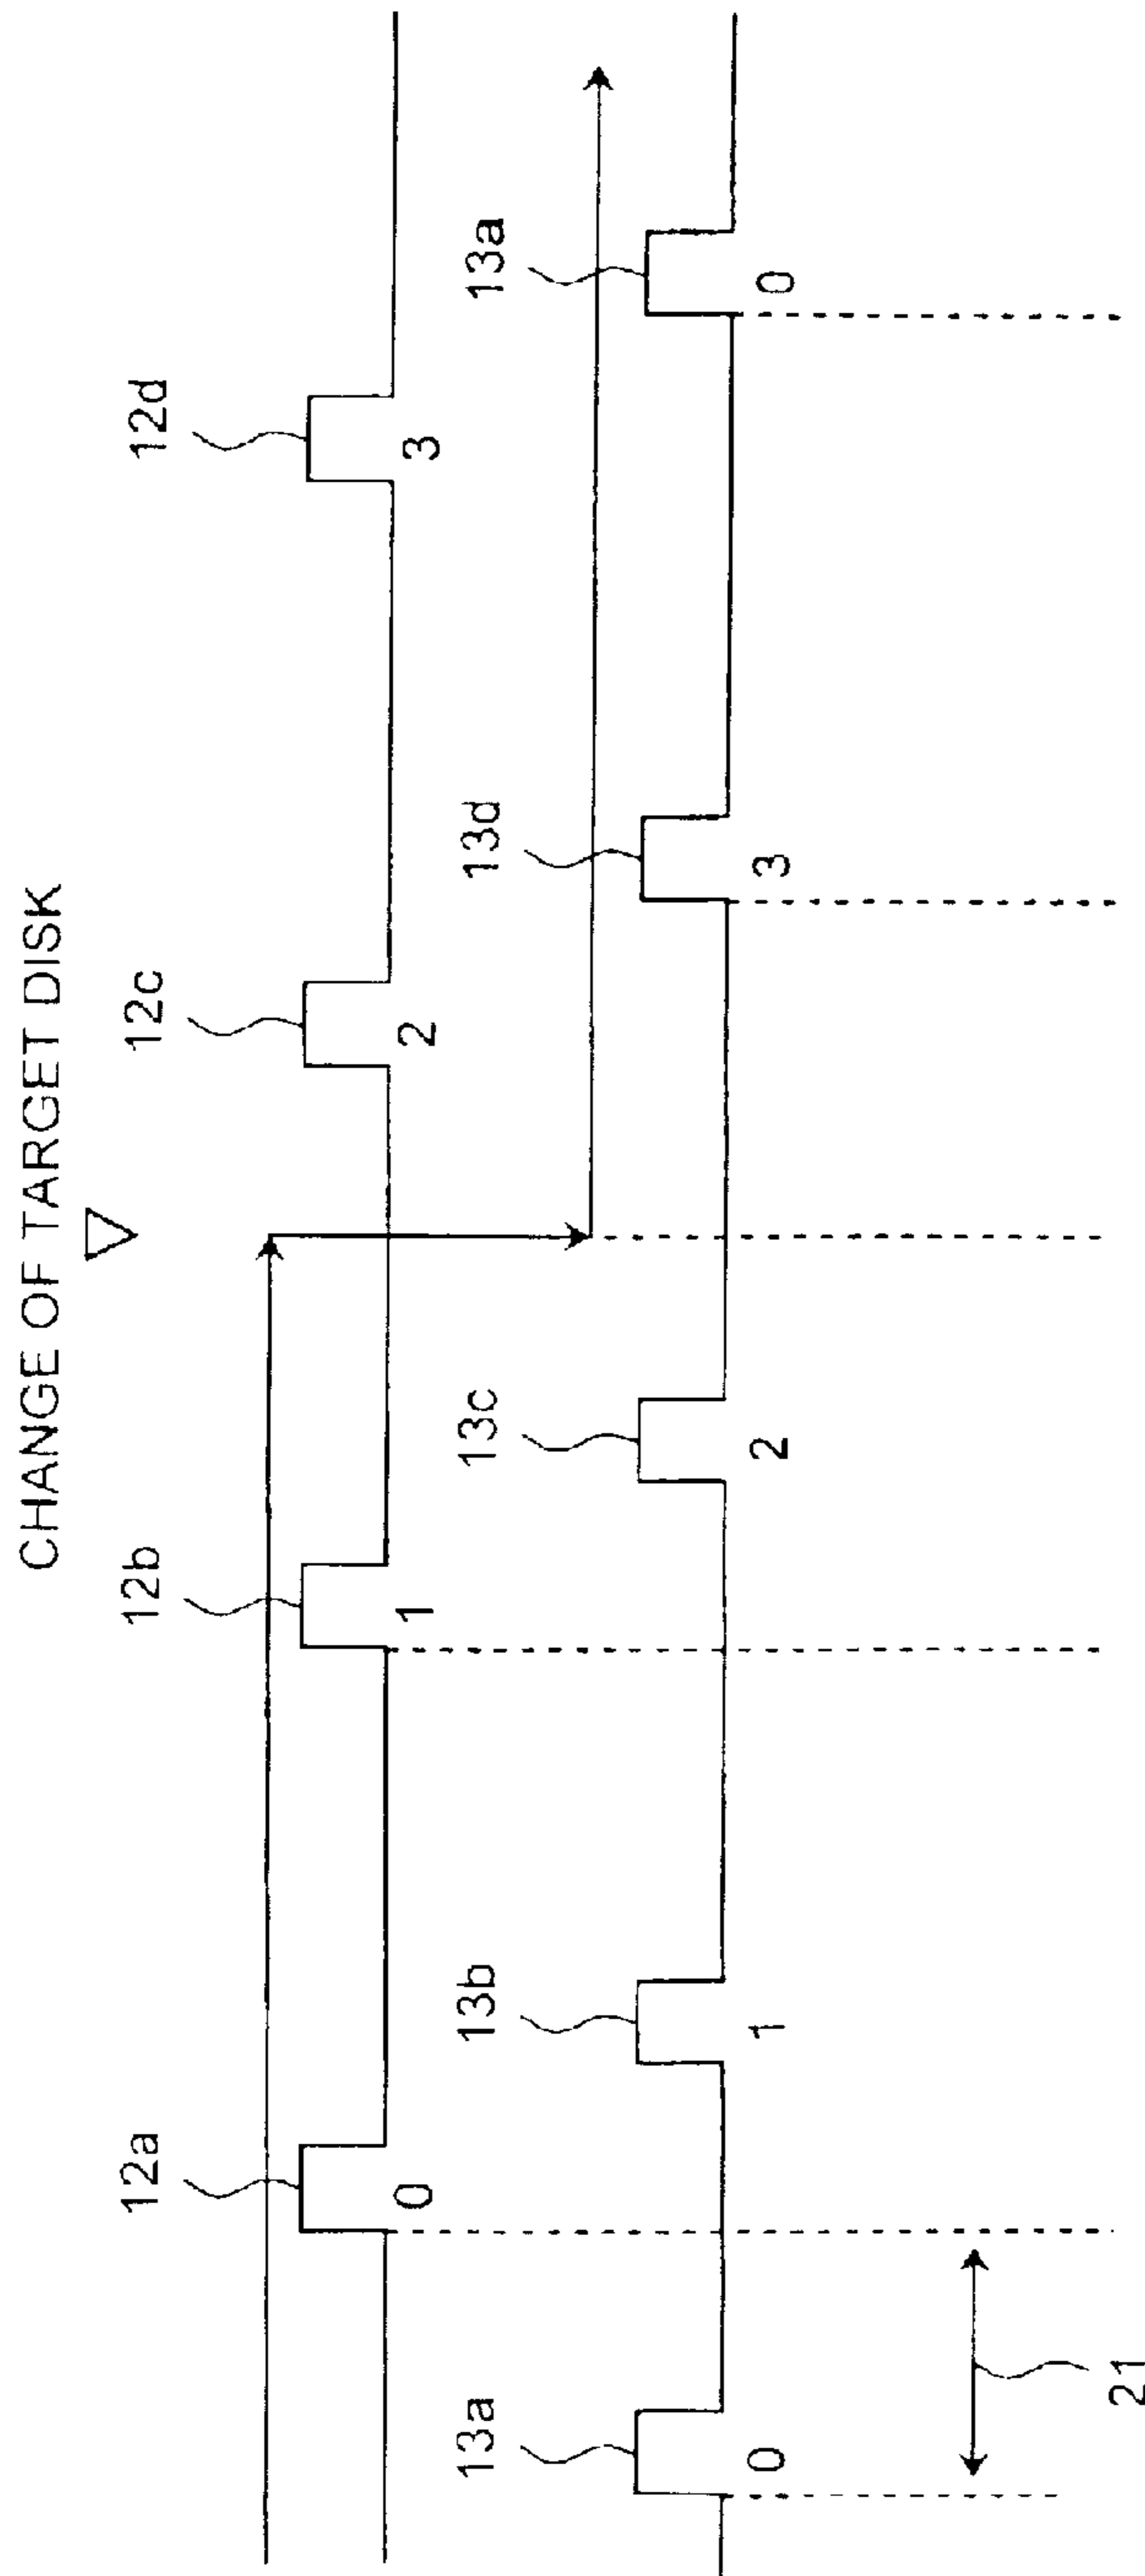 CHANGE OF TARGET DISK
12a
12b
12c
12d
0
1
2
3
13a
13b
13c
13d
13a
0
1
2
3
0
21